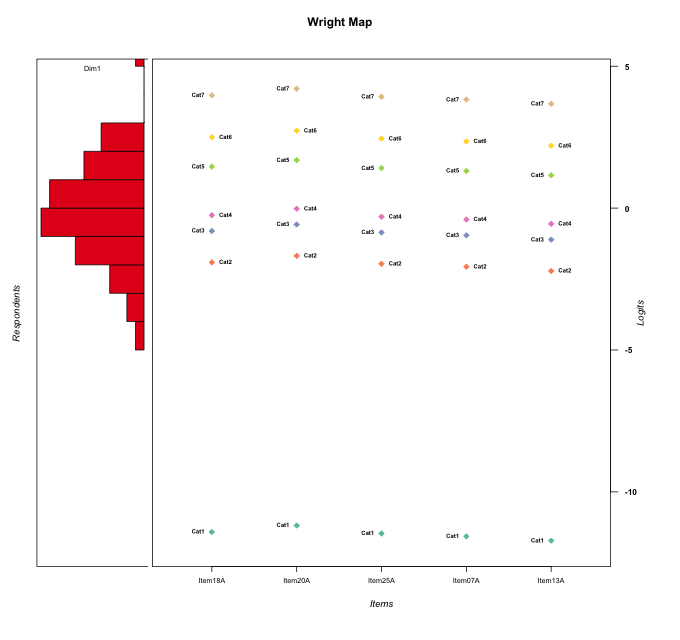 Wright Map
Dim1
Respondents
Cat7 Cat7 Cat7 Cat7 Cat7
Cat6 Cat6 Cat6 Cat6 Cat6
Cat5 Cat5 Cat5 Cat5 Cat5
Cat4 Cat4 Cat4 Cat4 Cat4
Cat3 Cat3 Cat3 Cat3 Cat3
Cat2 Cat2 Cat2 Cat2 Cat2
Cat1 Cat1 Cat1 Cat1 Cat1
5
0
-5
-10
Logits
Item18A Item20A Item25A Item07A Item13A
Items